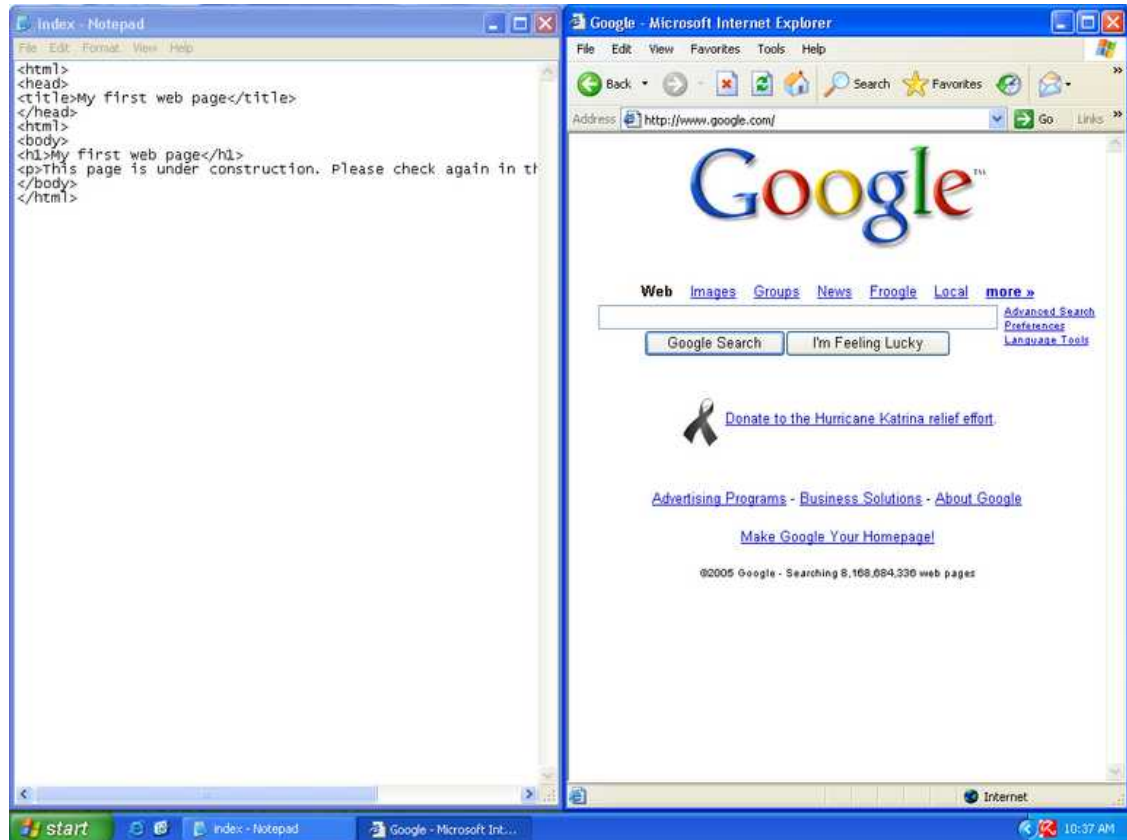 Index - Notepad
File Edit Format View Help
<html>
<head>
<title>My first web page</title>
</head>
<html>
<body>
<h1>My first web page</h1>
<p>This page is under construction. Please check again in th
</body>
</html>
Google - Microsoft Internet Explorer
File Edit View Favorites Tools Help
Back Search Favorites »
Address http://www.google.com/ Go Links »
Google™
Web Images Groups News Froogle Local more »
Advanced Search
Preferences
Language Tools
Google Search I'm Feeling Lucky
Donate to the Hurricane Katrina relief effort.
Advertising Programs - Business Solutions - About Google
Make Google Your Homepage!
©2005 Google - Searching 8,168,684,336 web pages
Internet
start index - Notepad Google - Microsoft Int... 10:37 AM